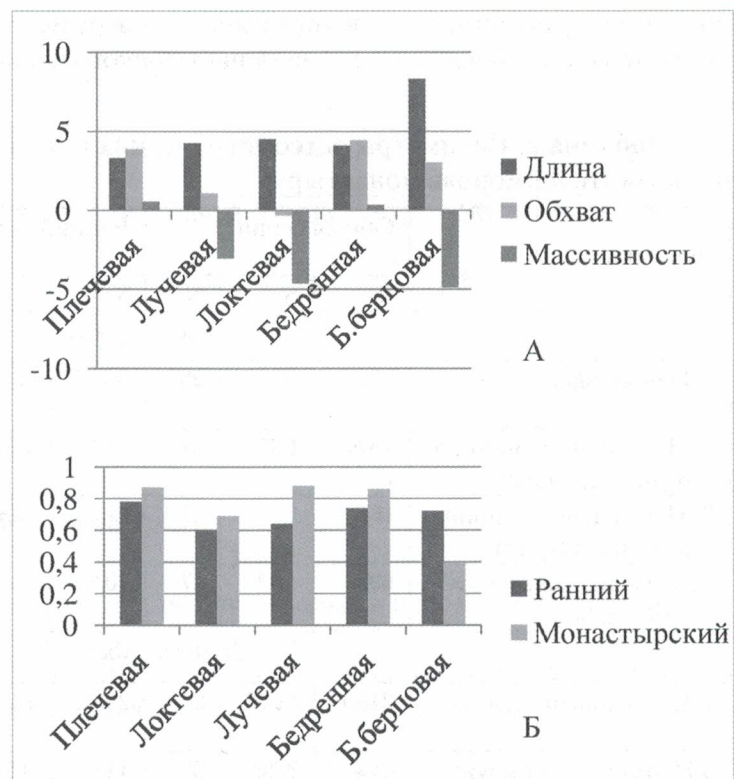 10
5
0
-5
-10
Плечевая
Лучевая
Локтевая
Бедренная
Б.берцовая
Длина
Обхват
Массивность
А
1
0,8
0,6
0,4
0,2
0
Плечевая
Локтевая
Лучевая
Бедренная
Б.берцовая
Ранний
Монастырский
Б